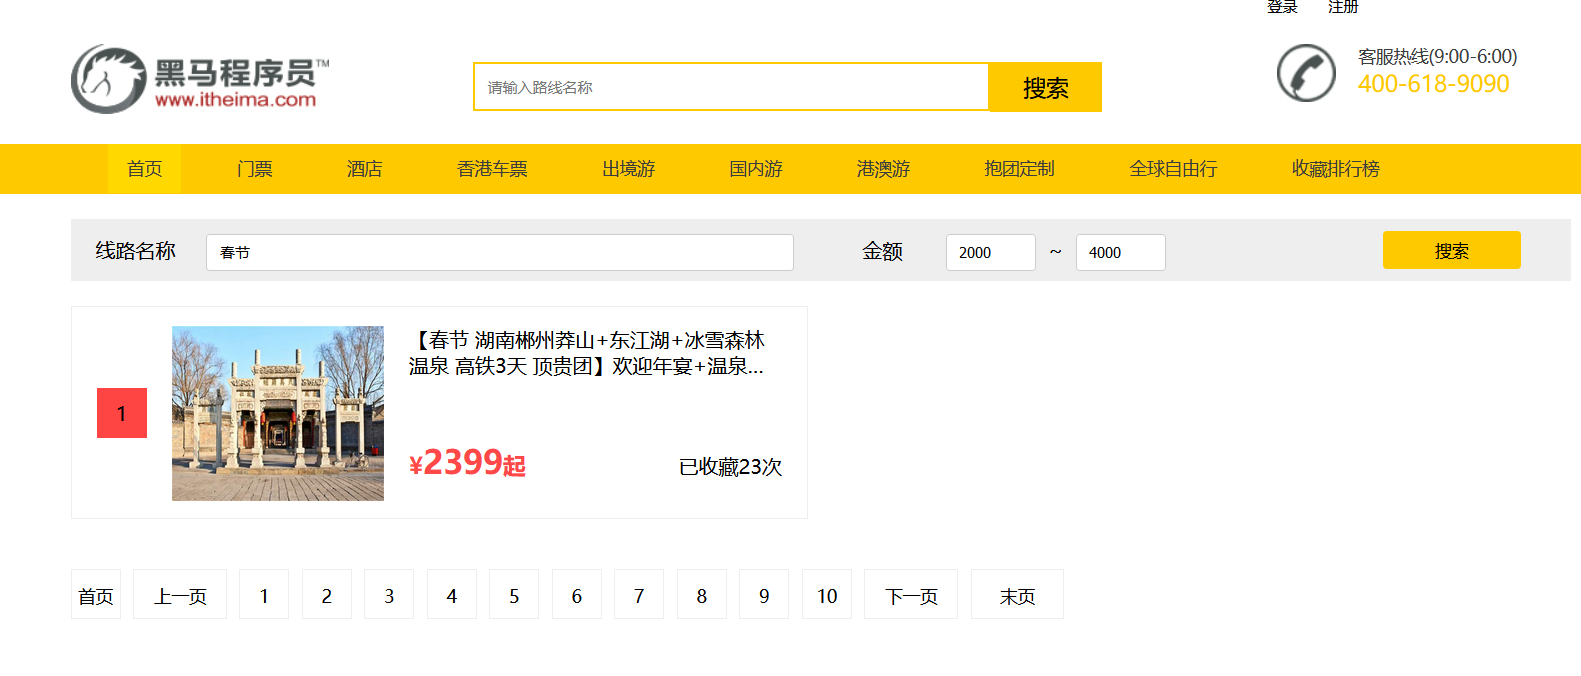 登录 注册
黑马程序员™
www.itheima.com
请输入路线名称 搜索
客服热线(9:00-6:00)
400-618-9090
首页 门票 酒店 香港车票 出境游 国内游 港澳游 抱团定制 全球自由行 收藏排行榜
线路名称 春节 金额 2000 ~ 4000 搜索
1
【春节 湖南郴州莽山+东江湖+冰雪森林
温泉 高铁3天 顶贵团】欢迎年宴+温泉...
¥2399起 已收藏23次
首页 上一页 1 2 3 4 5 6 7 8 9 10 下一页 末页